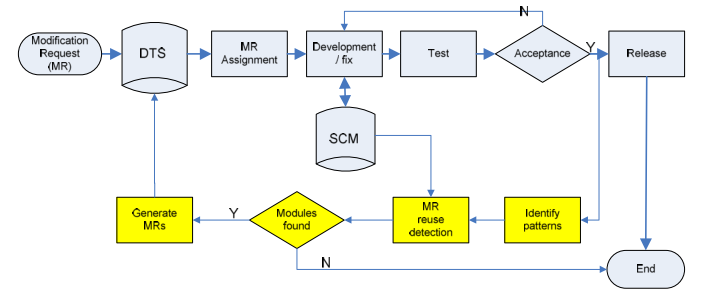 N
Modification
Request
(MR)
DTS
MR
Assignment
Development
/ fix
Test
Acceptance
Y
Release
SCM
Generate
MRs
Y
Modules
found
MR
reuse
detection
Identify
patterns
N
End